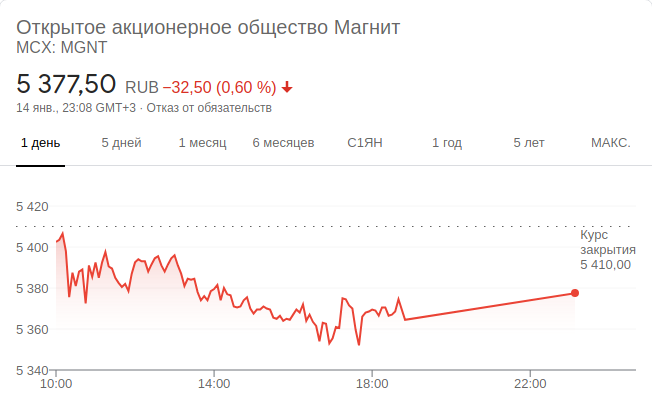 Открытое акционерное общество Магнит
MCX: MGNT
5 377,50 RUB −32,50 (0,60 %)
14 янв., 23:08 GMT+3 · Отказ от обязательств
1 день 5 дней 1 месяц 6 месяцев С1ЯН 1 год 5 лет МАКС.
5 420
Курс
закрытия
5 410,00
5 400
5 380
5 360
5 340
10:00 14:00 18:00 22:00